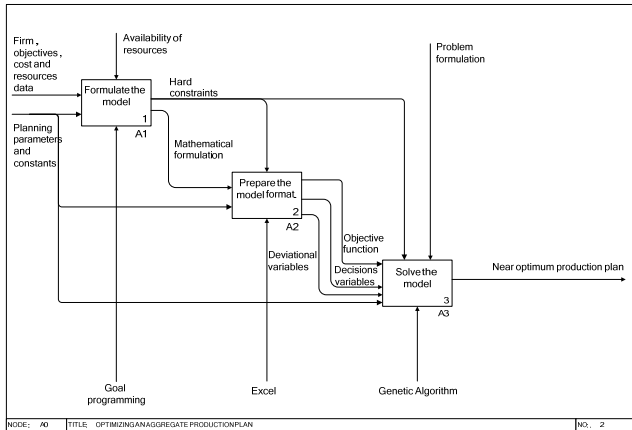 Firm,
objectives,
cost and
resources
data
Availability of
resources
Problem
formulation
Formulate the
model
1
A1
Hard
constraints
Planning
parameters
and
constants
Mathematical
formulation
Prepare the
model format.
2
A2
Objective
function
Deviational
variables
Decisions
variables
Solve the
model
3
A3
Near optimum production plan
Goal
programming
Excel
Genetic Algorithm
NODE: A0
TITLE: OPTIMIZING AN AGGREGATE PRODUCTION PLAN
NO: 2